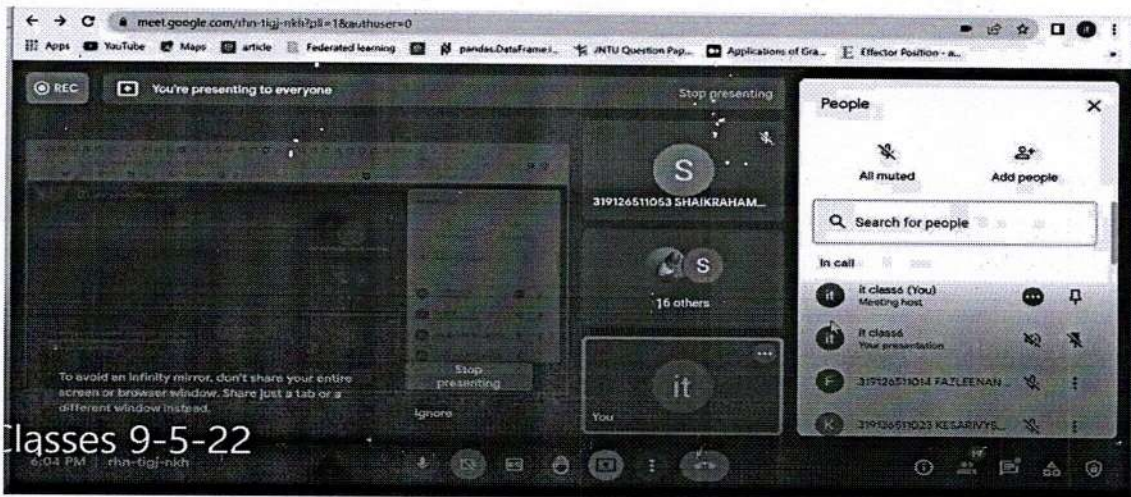 meet.google.com/rhn-tigj-nkh?pli=1&authuser=0
Apps YouTube Maps article Federated learning pandas.DataFrame.i... JNTU Question Pap... Applications of Gra... Effector Position - a...
REC You're presenting to everyone Stop presenting
S
319126511053 SHAIKRAHAM...
S
16 others
it
You
To avoid an infinity mirror, don't share your entire
screen or browser window. Share just a tab or a
different window instead.
Stop
presenting
Ignore
Classes 9-5-22
6:04 PM rhn-tigj-nkh
People
All muted Add people
Search for people
In call
it it class6 (You)
Meeting host
it it class6
Your presentation
F 319126511014 FAZLEENAN...
K 319126511023 KESARIVYS...